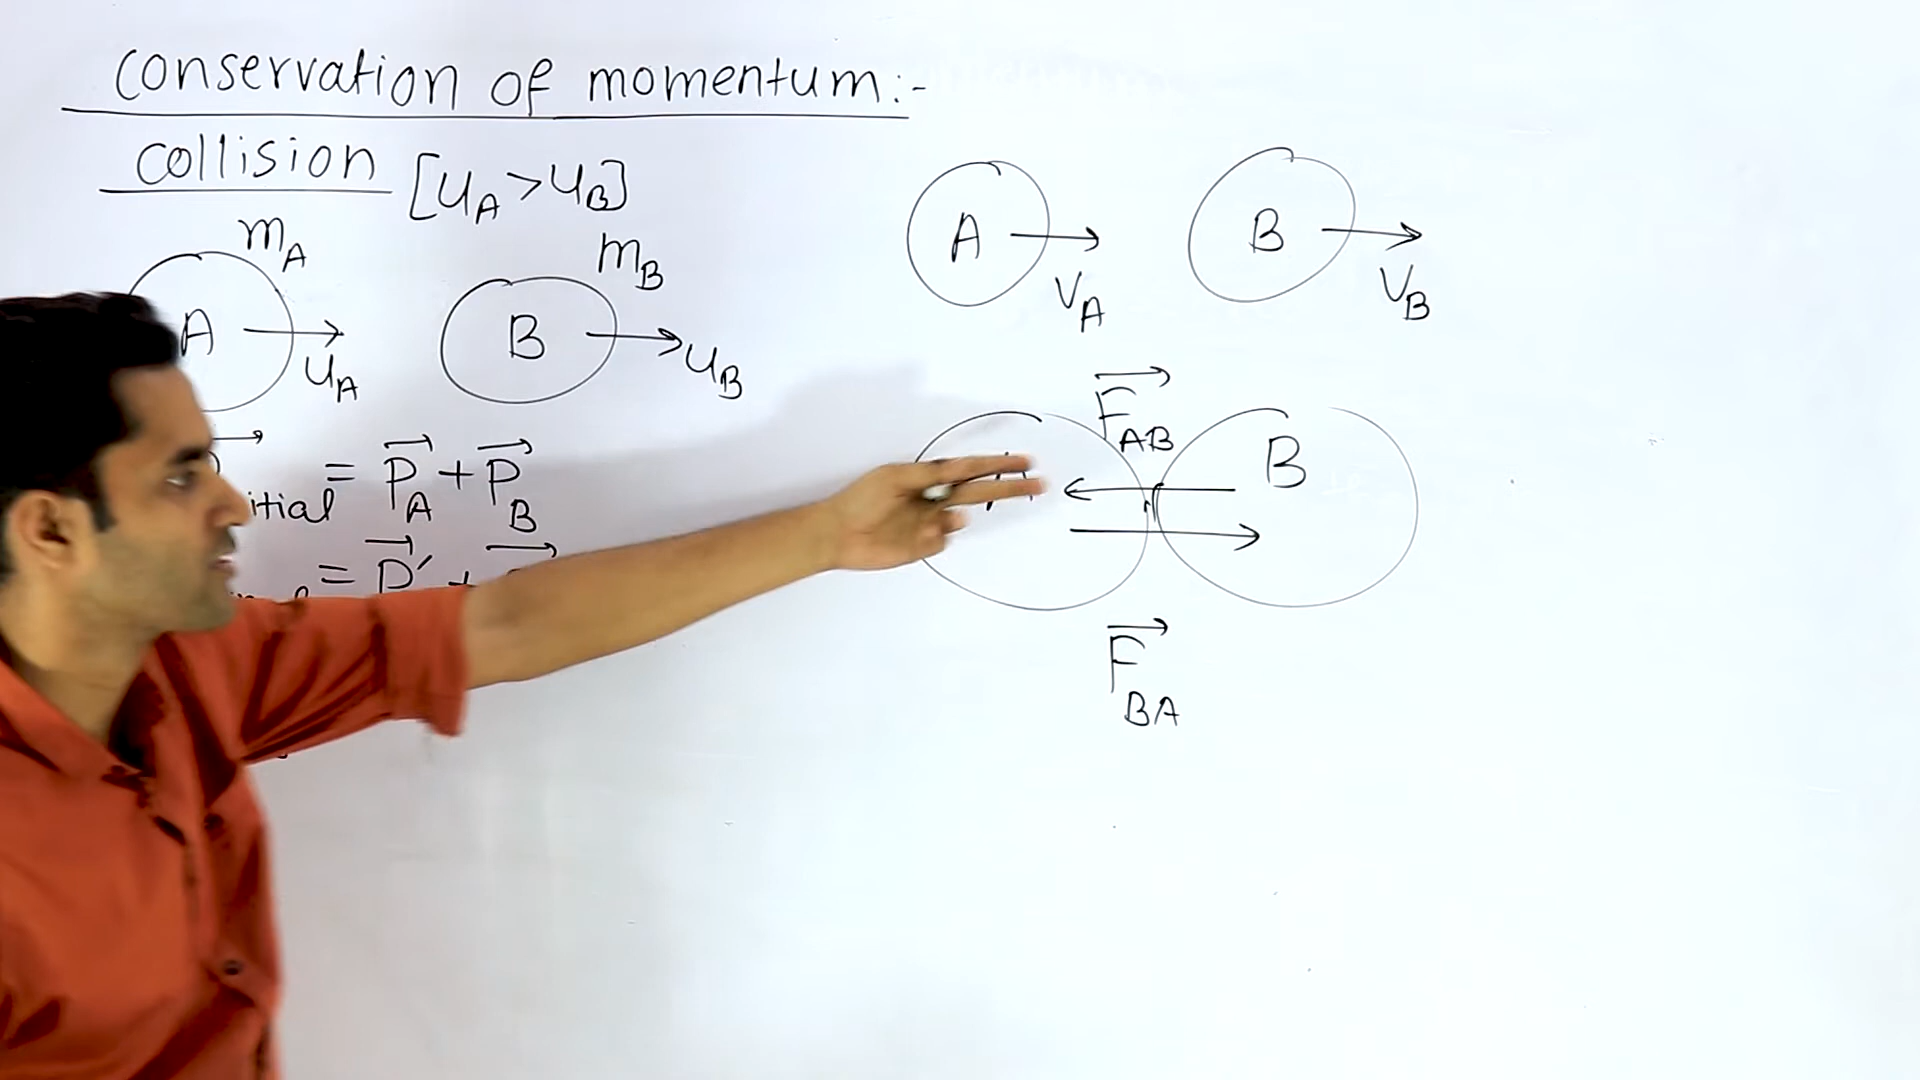 conservation of momentum:-
collision [uA > uB]
mA
mB
A
uA
B
uB
itial = PA + PB
= P′ +
A
VA
B
VB
FAB
B
FBA